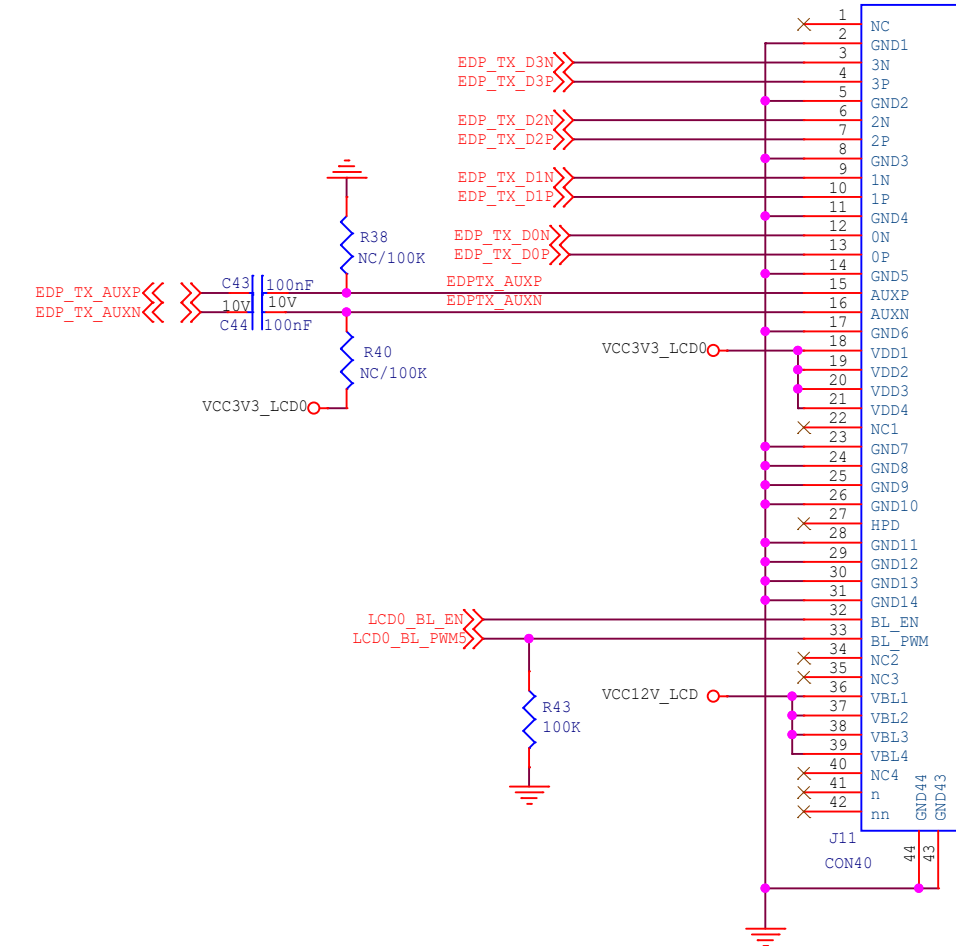 1 NC
2 GND1
EDP_TX_D3N 3 3N
EDP_TX_D3P 4 3P
5 GND2
EDP_TX_D2N 6 2N
EDP_TX_D2P 7 2P
8 GND3
EDP_TX_D1N 9 1N
EDP_TX_D1P 10 1P
11 GND4
EDP_TX_D0N 12 0N
EDP_TX_D0P 13 0P
R38
NC/100K
14 GND5
EDP_TX_AUXP C43 100nF EDPTX_AUXP 15 AUXP
10V 10V
EDP_TX_AUXN C44 100nF EDPTX_AUXN 16 AUXN
17 GND6
R40
NC/100K
VCC3V3_LCD0
VCC3V3_LCD0 18 VDD1
19 VDD2
20 VDD3
21 VDD4
22 NC1
23 GND7
24 GND8
25 GND9
26 GND10
27 HPD
28 GND11
29 GND12
30 GND13
31 GND14
LCD0_BL_EN 32 BL_EN
LCD0_BL_PWM5 33 BL_PWM
34 NC2
35 NC3
R43
100K
VCC12V_LCD 36 VBL1
37 VBL2
38 VBL3
39 VBL4
40 NC4
41 n
42 nn
GND44
GND43
44
43
J11
CON40